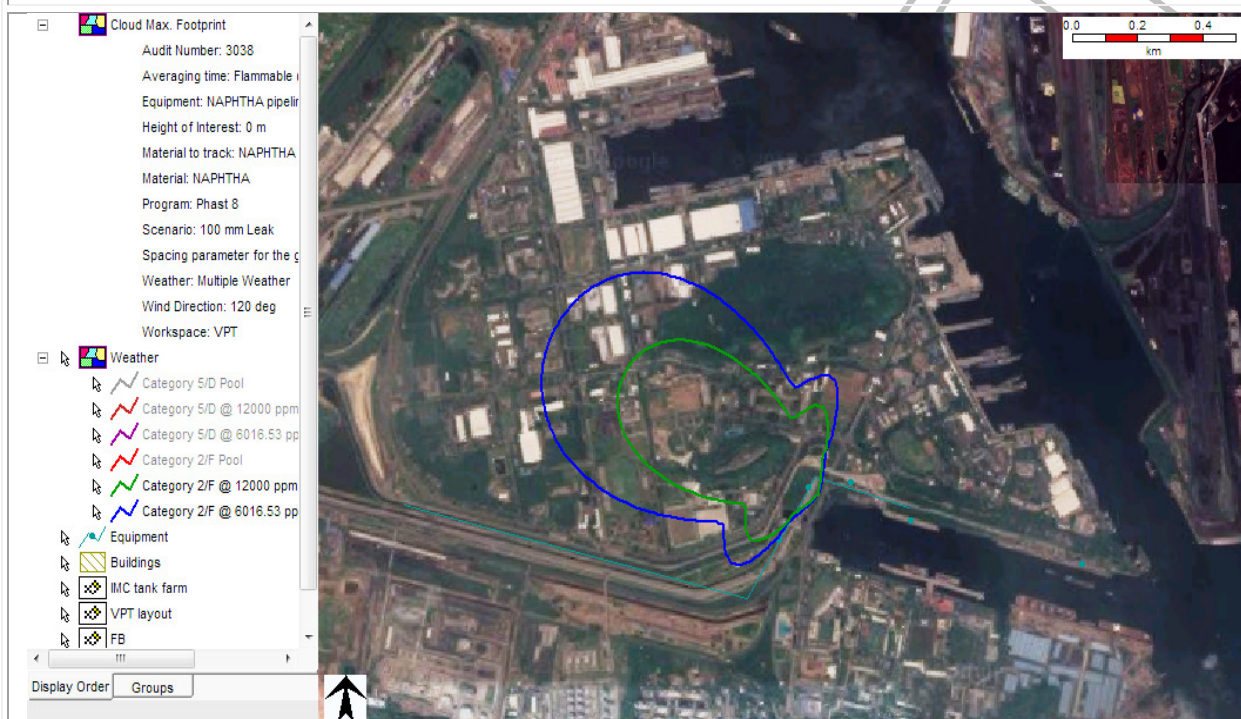 Cloud Max. Footprint
Audit Number: 3038
Averaging time: Flammable
Equipment: NAPHTHA pipelin
Height of Interest: 0 m
Material to track: NAPHTHA
Material: NAPHTHA
Program: Phast 8
Scenario: 100 mm Leak
Spacing parameter for the g
Weather: Multiple Weather
Wind Direction: 120 deg
Workspace: VPT
Weather
Category 5/D Pool
Category 5/D @ 12000 ppm
Category 5/D @ 6016.53 pp
Category 2/F Pool
Category 2/F @ 12000 ppm
Category 2/F @ 6016.53 pp
Equipment
Buildings
IMC tank farm
VPT layout
FB
Display Order Groups
0.0 0.2 0.4
km